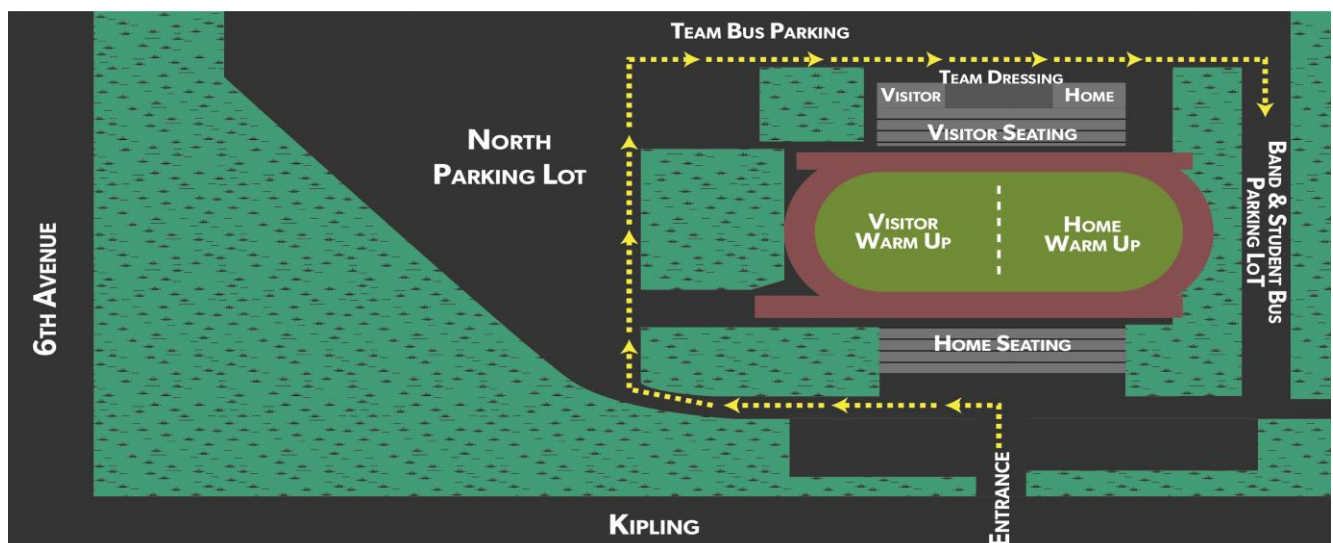 TEAM BUS PARKING
TEAM DRESSING
VISITOR
HOME
VISITOR SEATING
NORTH
PARKING LOT
BAND & STUDENT BUS
PARKING LOT
VISITOR
WARM UP
HOME
WARM UP
6TH AVENUE
HOME SEATING
ENTRANCE
KIPLING